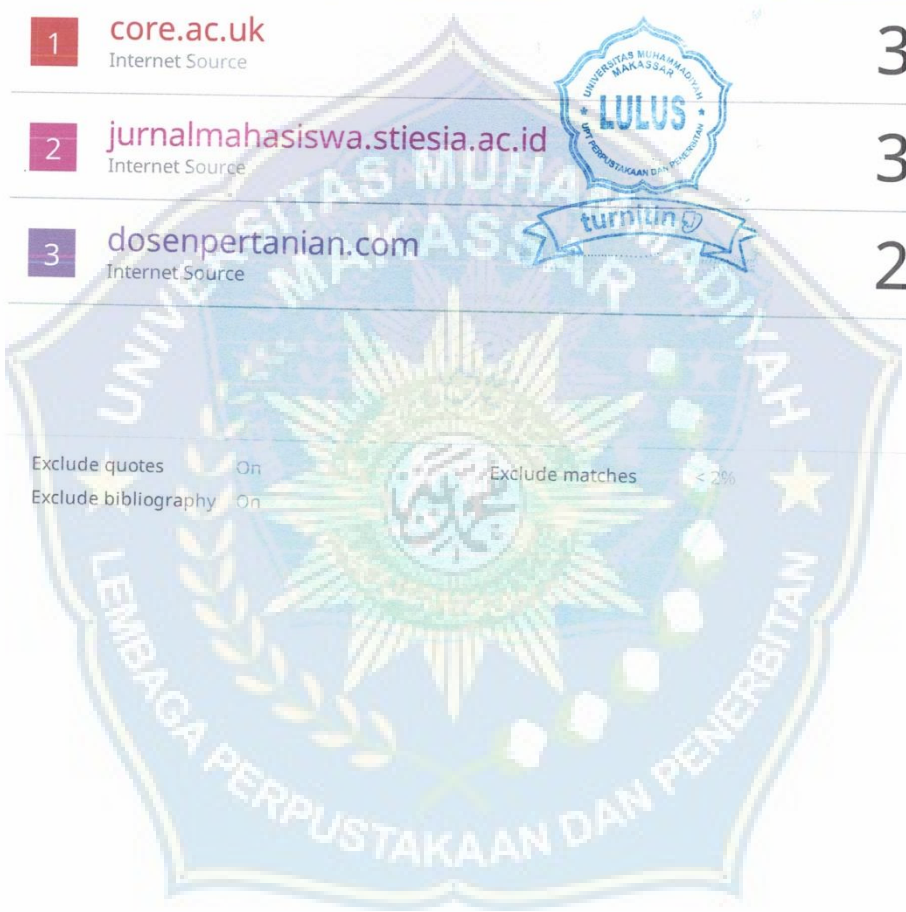 1 core.ac.uk 3
Internet Source
UNIVERSITAS MUHAMMADIYAH
MAKASSAR
LULUS
UPT PERPUSTAKAAN DAN PENERBITAN
turnitin
2 jurnalmahasiswa.stiesia.ac.id 3
Internet Source
3 dosenpertanian.com 2
Internet Source
UNIVERSITAS MUHAMMADIYAH
MAKASSAR
Exclude quotes On Exclude matches < 2%
Exclude bibliography On
LEMBAGA PERPUSTAKAAN DAN PENERBITAN